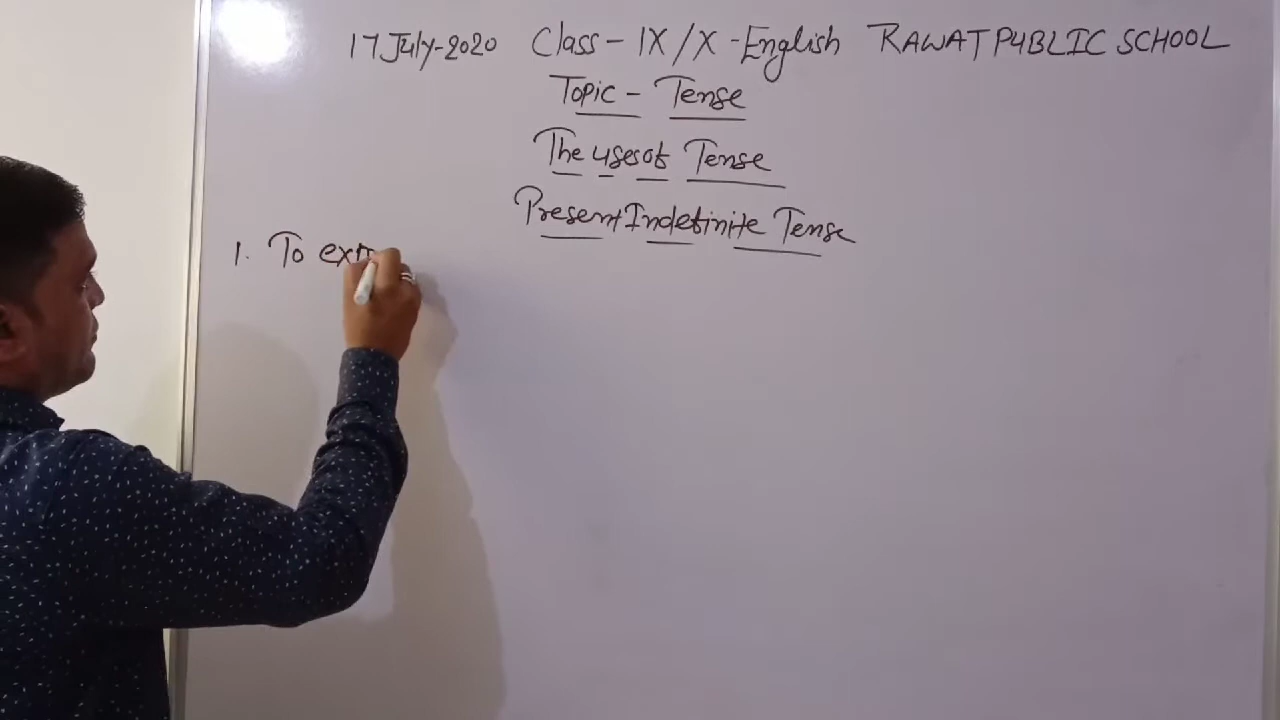 17 July-2020 Class - IX/X - English RAWAT PUBLIC SCHOOL
Topic - Tense
The uses of Tense
Present Indefinite Tense
1. To exp